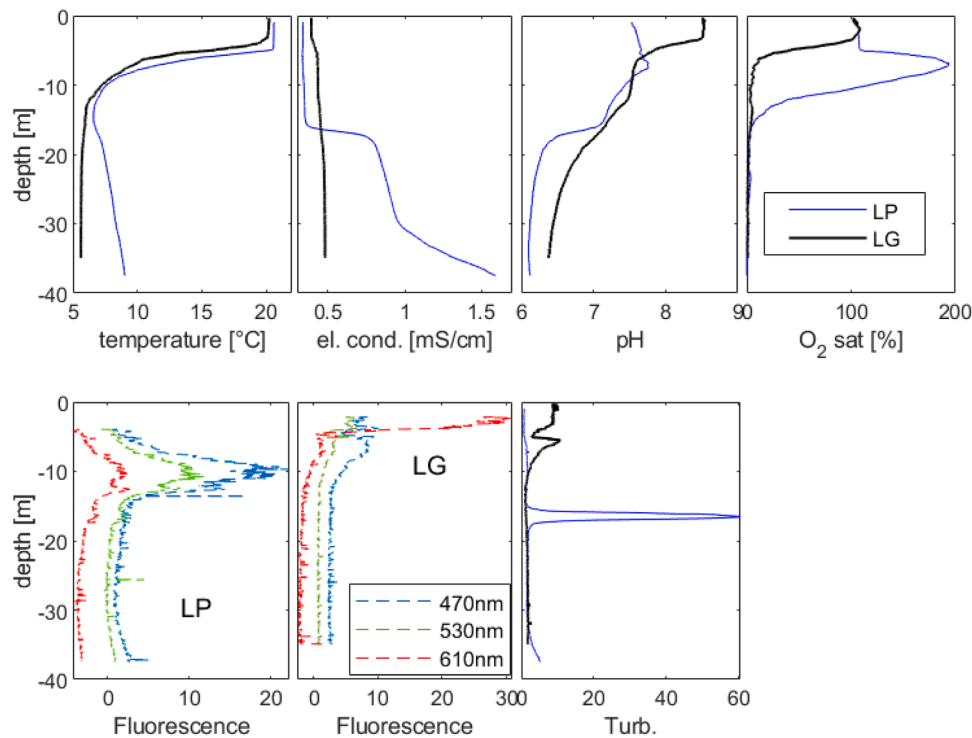 0
-10
-20
-30
-40
depth [m]
5 10 15 20
temperature [°C]
0.5 1 1.5
el. cond. [mS/cm]
6 7 8 9
pH
0 100 200
O2 sat [%]
LP
LG
0
-10
-20
-30
-40
depth [m]
LP
0 10 20
Fluorescence
LG
470nm
530nm
610nm
0 10 20 30
Fluorescence
0 20 40 60
Turb.